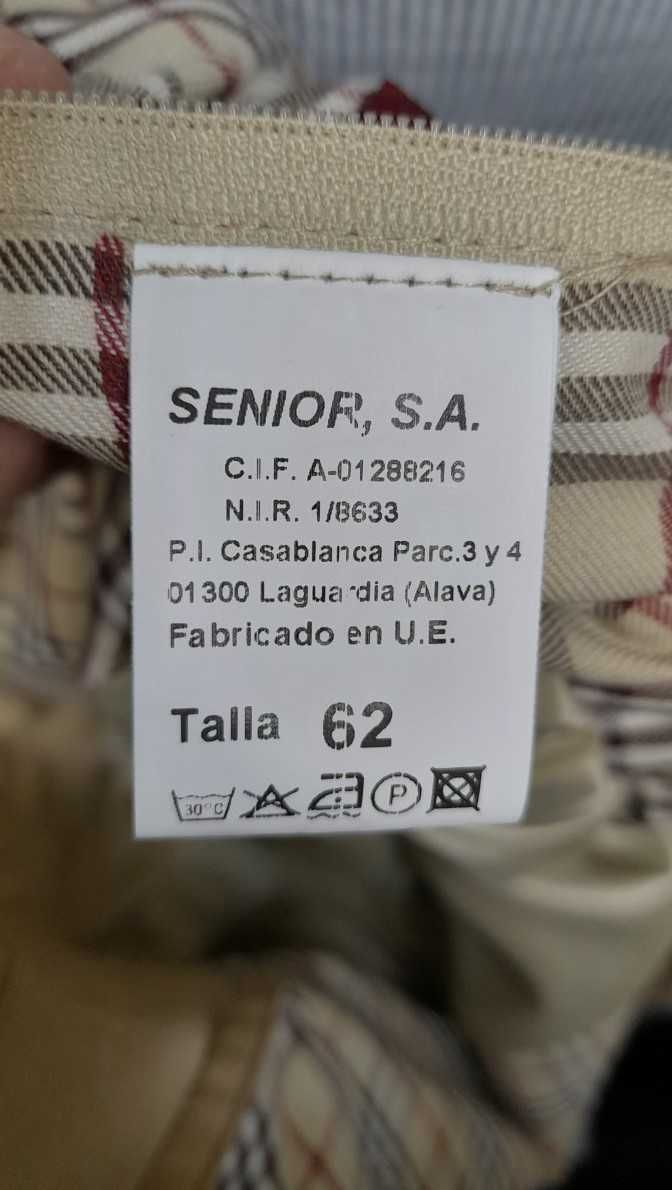 SENIOR, S.A.
C.I.F. A-01288216
N.I.R. 1/8633
P.I. Casablanca Parc.3 y 4
01300 Laguardia (Alava)
Fabricado en U.E.
Talla 62
30°C P